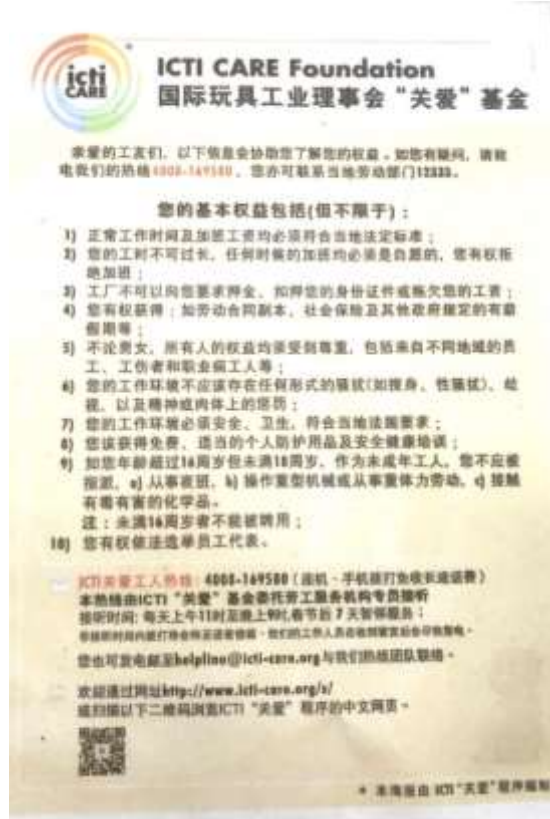 icti
CARE
ICTI CARE Foundation
国际玩具工业理事会“关爱”基金
亲爱的工友们，以下信息会协助您了解您的权益。如您有疑问，请致
电我们的热线4008-169580，您亦可联系当地劳动部门12333。
您的基本权益包括(但不限于)：
1) 正常工作时间及加班工资均必须符合当地法定标准；
2) 您的工时不可过长，任何时候的加班均必须是自愿的，您有权拒
绝加班；
3) 工厂不可以向您要求押金、扣押您的身份证件或拖欠您的工资；
4) 您有权获得：如劳动合同副本、社会保险及其他政府规定的有薪
假期等；
5) 不论男女，所有人的权益均须受到尊重，包括来自不同地域的员
工、工伤者和职业病工人等；
6) 您的工作环境不应该存在任何形式的骚扰(如搜身、性骚扰)、歧
视，以及精神或肉体上的惩罚；
7) 您的工作环境必须安全、卫生，符合当地法规要求；
8) 您该获得免费、适当的个人防护用品及安全健康培训；
9) 如您年龄超过16周岁但未满18周岁，作为未成年工人，您不应被
指派，a) 从事夜班，b) 操作重型机械或从事重体力劳动，c) 接触
有毒有害的化学品。
注：未满16周岁者不能被聘用；
10) 您有权依法选举员工代表。
ICTI关爱工人热线：4008-169580（座机、手机拨打免收长途话费）
本热线由ICTI“关爱”基金委托劳工服务机构专员接听
接听时间：每天上午11时至晚上9时，春节后7天暂停服务；
您也可发电邮至helpline@icti-care.org与我们热线团队联络。
欢迎通过网址http://www.icti-care.org/c/
或扫描以下二维码浏览ICTI“关爱”程序的中文网页。
* 本海报由ICTI“关爱”程序编制